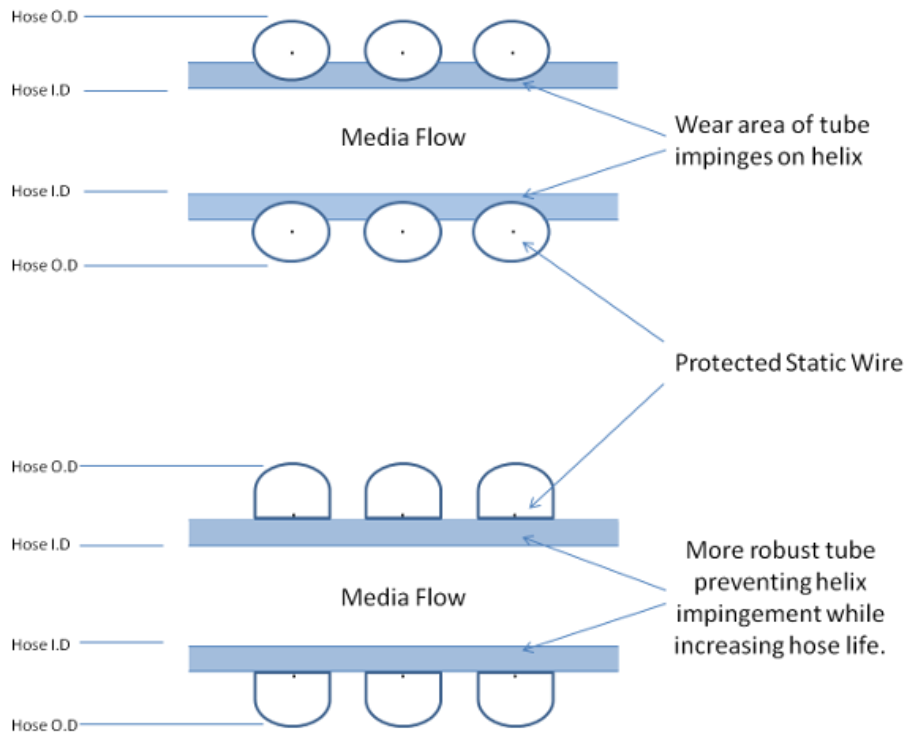 Hose O.D
Hose I.D
Media Flow
Wear area of tube
impinges on helix
Hose I.D
Hose O.D
Protected Static Wire
Hose O.D
Hose I.D
Media Flow
More robust tube
preventing helix
impingement while
increasing hose life.
Hose I.D
Hose O.D